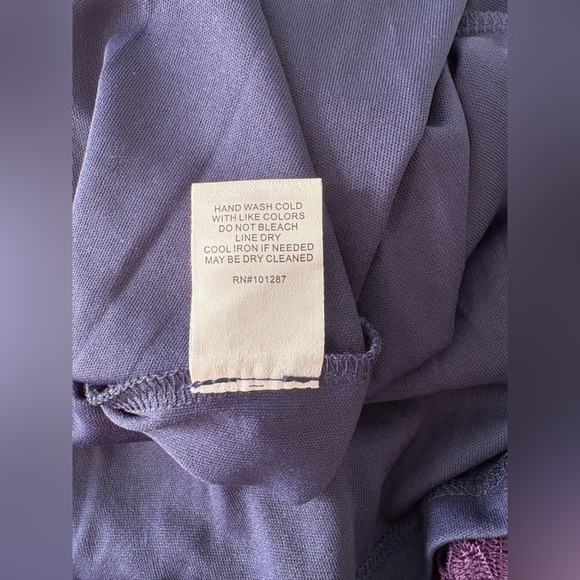 HAND WASH COLD
WITH LIKE COLORS
DO NOT BLEACH
LINE DRY
COOL IRON IF NEEDED
MAY BE DRY CLEANED
RN#101287